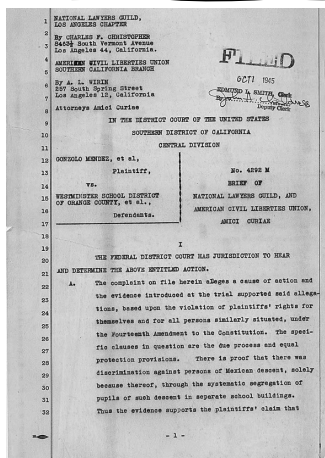 NATIONAL LAWYERS GUILD,
LOS ANGELES CHAPTER
By CHARLES F. CHRISTOPHER
8463½ South Vermont Avenue
Los Angeles 44, California.
AMERICAN CIVIL LIBERTIES UNION
SOUTHERN CALIFORNIA BRANCH
By A. L. WIRIN
257 South Spring Street
Los Angeles 12, California
Attorneys Amici Curiae
FILED
OCT 1 1945
EDMUND L. SMITH, Clerk
By
Deputy Clerk
IN THE DISTRICT COURT OF THE UNITED STATES
SOUTHERN DISTRICT OF CALIFORNIA
CENTRAL DIVISION
GONZOLO MENDEZ, et al,
Plaintiff,
vs.
WESTMINSTER SCHOOL DISTRICT
OF ORANGE COUNTY, et al.,
Defendants.
No. 4292 M
BRIEF OF
NATIONAL LAWYERS GUILD, AND
AMERICAN CIVIL LIBERTIES UNION,
AMICI CURIAE
I
THE FEDERAL DISTRICT COURT HAS JURISDICTION TO HEAR
AND DETERMINE THE ABOVE ENTITLED ACTION.
A. The complaint on file herein alleges a cause of action and
the evidence introduced at the trial supported said allega-
tions, based upon the violation of plaintiffs' rights for
themselves and for all persons similarly situated, under
the Fourteenth Amendment to the Constitution. The speci-
fic clauses in question are the due process and equal
protection provisions. There is proof that there was
discrimination against persons of Mexican descent, solely
because thereof, through the systematic segregation of
pupils of such descent in separate school buildings.
Thus the evidence supports the plaintiffs' claim that
- 1 -
1
2
3
4
5
6
7
8
9
10
11
12
13
14
15
16
17
18
19
20
21
22
23
24
25
26
27
28
29
30
31
32